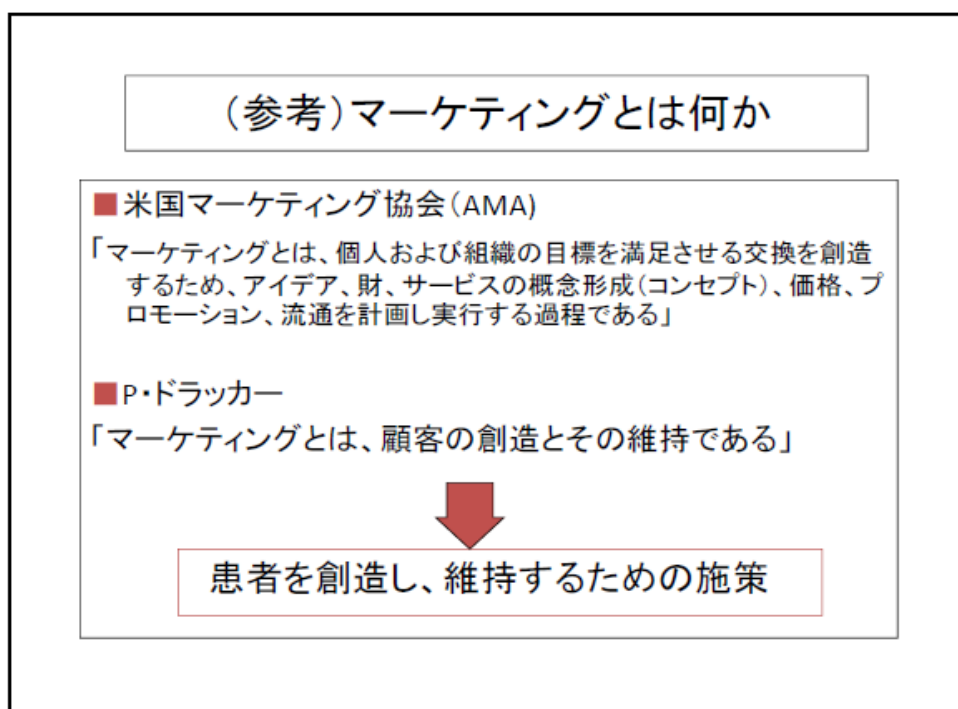 （参考）マーケティングとは何か
■米国マーケティング協会（AMA）
「マーケティングとは、個人および組織の目標を満足させる交換を創造
するため、アイデア、財、サービスの概念形成（コンセプト）、価格、プ
ロモーション、流通を計画し実行する過程である」
■P・ドラッカー
「マーケティングとは、顧客の創造とその維持である」
患者を創造し、維持するための施策